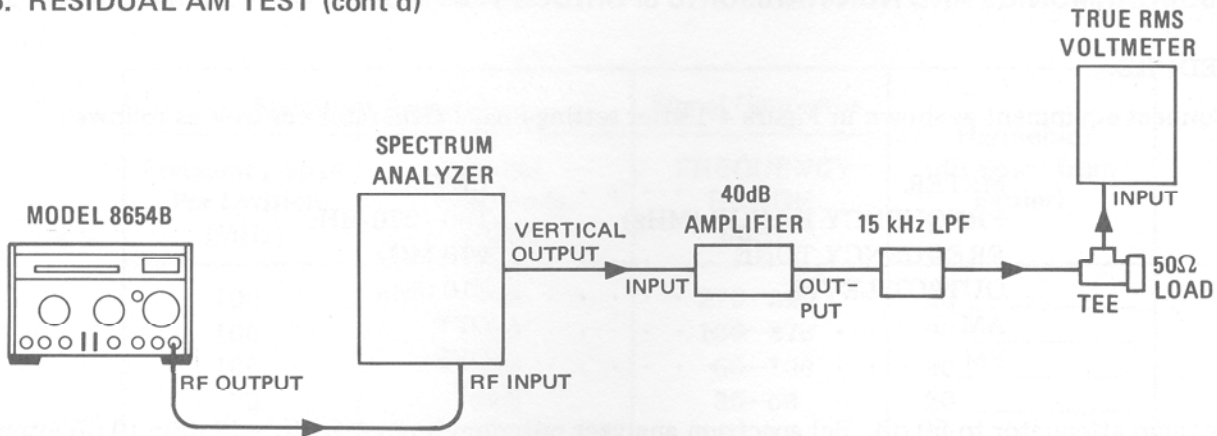 RESIDUAL AM TEST (cont'd)
TRUE RMS
VOLTMETER
SPECTRUM
ANALYZER
INPUT
MODEL 8654B
40dB
AMPLIFIER
15 kHz LPF
VERTICAL
OUTPUT
INPUT
OUT-
PUT
TEE
50Ω
LOAD
RF OUTPUT
RF INPUT